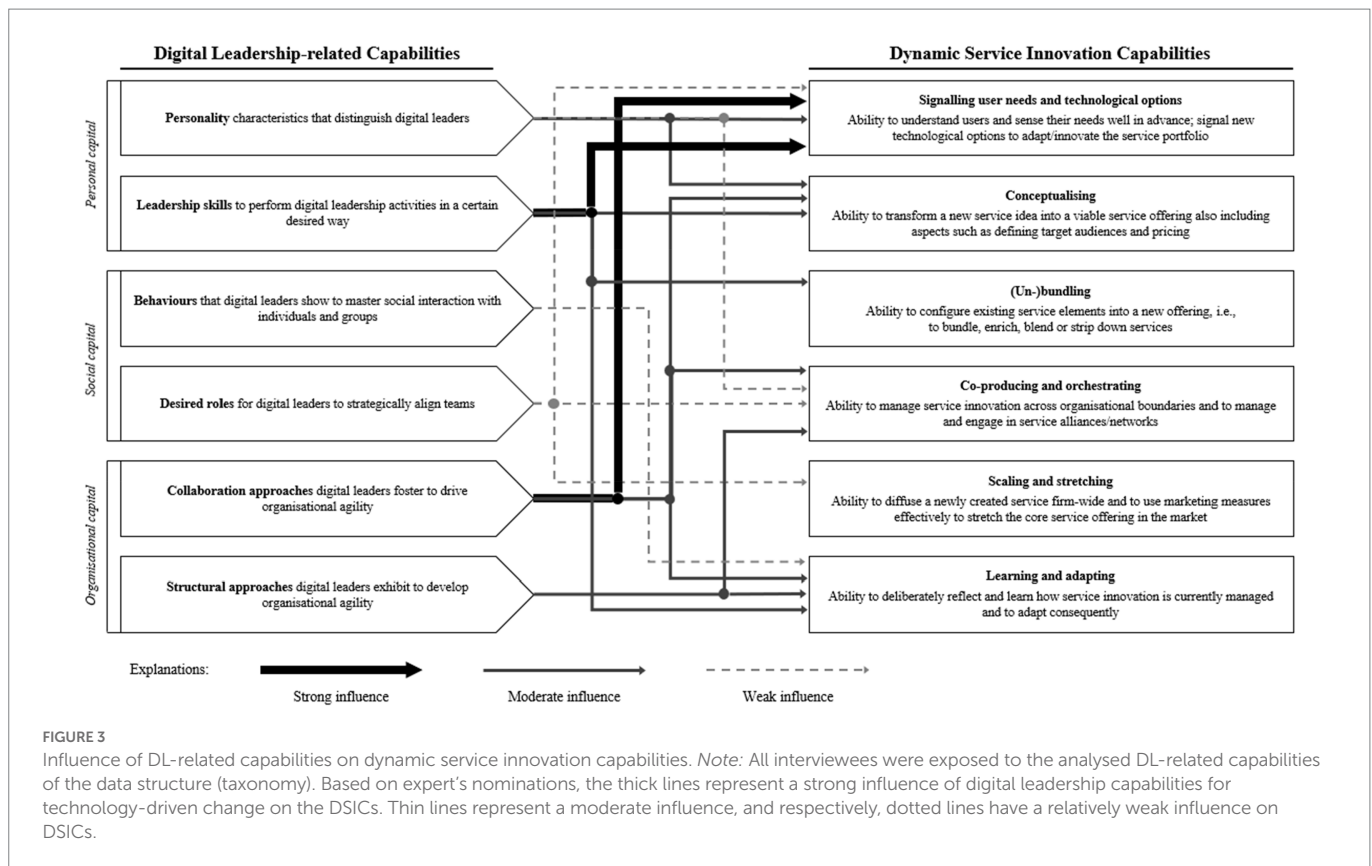 Digital Leadership-related Capabilities
Dynamic Service Innovation Capabilities
Personal capital
Personality characteristics that distinguish digital leaders
Leadership skills to perform digital leadership activities in a certain
desired way
Social capital
Behaviours that digital leaders show to master social interaction with
individuals and groups
Desired roles for digital leaders to strategically align teams
Organisational capital
Collaboration approaches digital leaders foster to drive
organisational agility
Structural approaches digital leaders exhibit to develop
organisational agility
Signalling user needs and technological options
Ability to understand users and sense their needs well in advance; signal new
technological options to adapt/innovate the service portfolio
Conceptualising
Ability to transform a new service idea into a viable service offering also including
aspects such as defining target audiences and pricing
(Un-)bundling
Ability to configure existing service elements into a new offering, i.e.,
to bundle, enrich, blend or strip down services
Co-producing and orchestrating
Ability to manage service innovation across organisational boundaries and to manage
and engage in service alliances/networks
Scaling and stretching
Ability to diffuse a newly created service firm-wide and to use marketing measures
effectively to stretch the core service offering in the market
Learning and adapting
Ability to deliberately reflect and learn how service innovation is currently managed
and to adapt consequently
Explanations:
Strong influence
Moderate influence
Weak influence
FIGURE 3
Influence of DL-related capabilities on dynamic service innovation capabilities. Note: All interviewees were exposed to the analysed DL-related capabilities
of the data structure (taxonomy). Based on expert's nominations, the thick lines represent a strong influence of digital leadership capabilities for
technology-driven change on the DSICs. Thin lines represent a moderate influence, and respectively, dotted lines have a relatively weak influence on
DSICs.